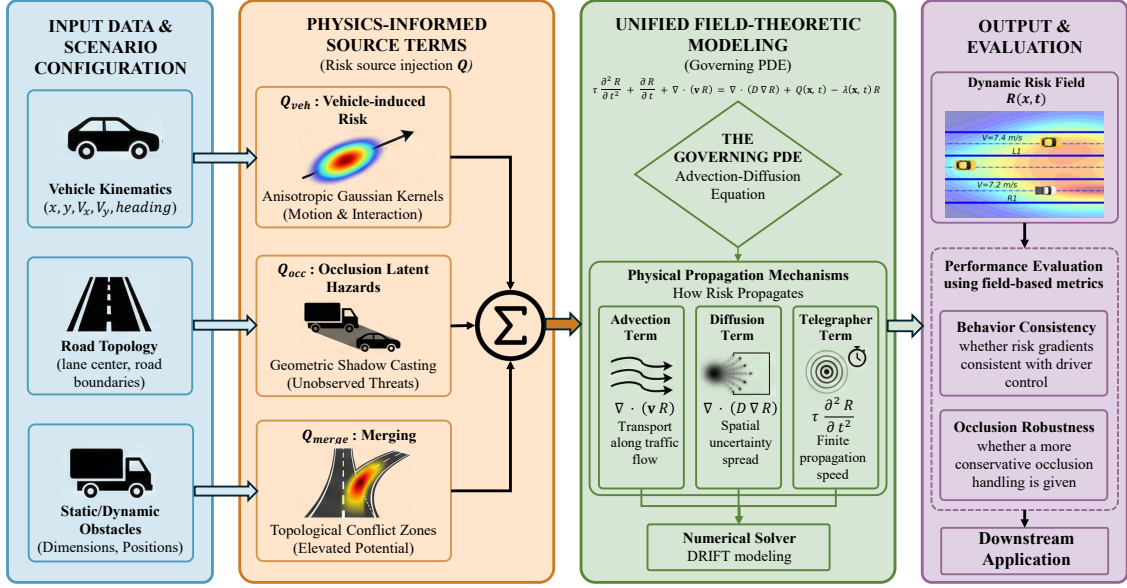 INPUT DATA &
SCENARIO
CONFIGURATION
Vehicle Kinematics
(x, y, V_x, V_y, heading)
Road Topology
(lane center, road
boundaries)
Static/Dynamic
Obstacles
(Dimensions, Positions)
PHYSICS-INFORMED
SOURCE TERMS
(Risk source injection Q)
Q_veh : Vehicle-induced
Risk
Anisotropic Gaussian Kernels
(Motion & Interaction)
Q_occ : Occlusion Latent
Hazards
Geometric Shadow Casting
(Unobserved Threats)
Q_merge : Merging
Topological Conflict Zones
(Elevated Potential)
Σ
UNIFIED FIELD-THEORETIC
MODELING
(Governing PDE)
τ ∂²R/∂t² + ∂R/∂t + ∇ · (v R) = ∇ · (D ∇ R) + Q(x, t) − λ(x, t) R
THE
GOVERNING PDE
Advection-Diffusion
Equation
Physical Propagation Mechanisms
How Risk Propagates
Advection
Term
∇ · (v R)
Transport
along traffic
flow
Diffusion
Term
∇ · (D ∇ R)
Spatial
uncertainty
spread
Telegrapher
Term
τ ∂²R/∂t²
Finite
propagation
speed
Numerical Solver
DRIFT modeling
OUTPUT &
EVALUATION
Dynamic Risk Field
R(x, t)
V=7.4 m/s
L1
V=7.2 m/s
R1
Performance Evaluation
using field-based metrics
Behavior Consistency
whether risk gradients
consistent with driver
control
Occlusion Robustness
whether a more
conservative occlusion
handling is given
Downstream
Application